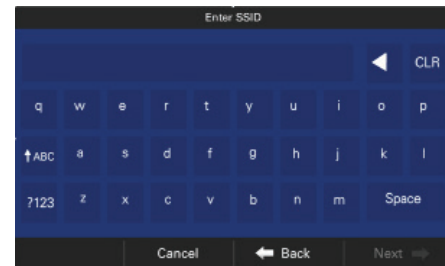 Enter SSID
CLR
q w e r t y u i o p
ABC a s d f g h j k l
?123 z x c v b n m Space
Cancel Back Next